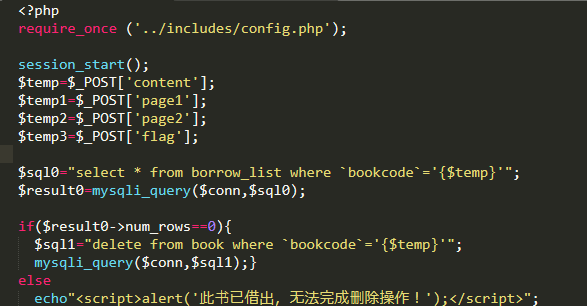 <?php
require_once ('../includes/config.php');
session_start();
$temp=$_POST['content'];
$temp1=$_POST['page1'];
$temp2=$_POST['page2'];
$temp3=$_POST['flag'];
$sql0="select * from borrow_list where `bookcode`='{$temp}'";
$result0=mysqli_query($conn,$sql0);
if($result0->num_rows==0){
$sql1="delete from book where `bookcode`='{$temp}'";
mysqli_query($conn,$sql1);}
else
echo"<script>alert('此书已借出，无法完成删除操作！');</script>";